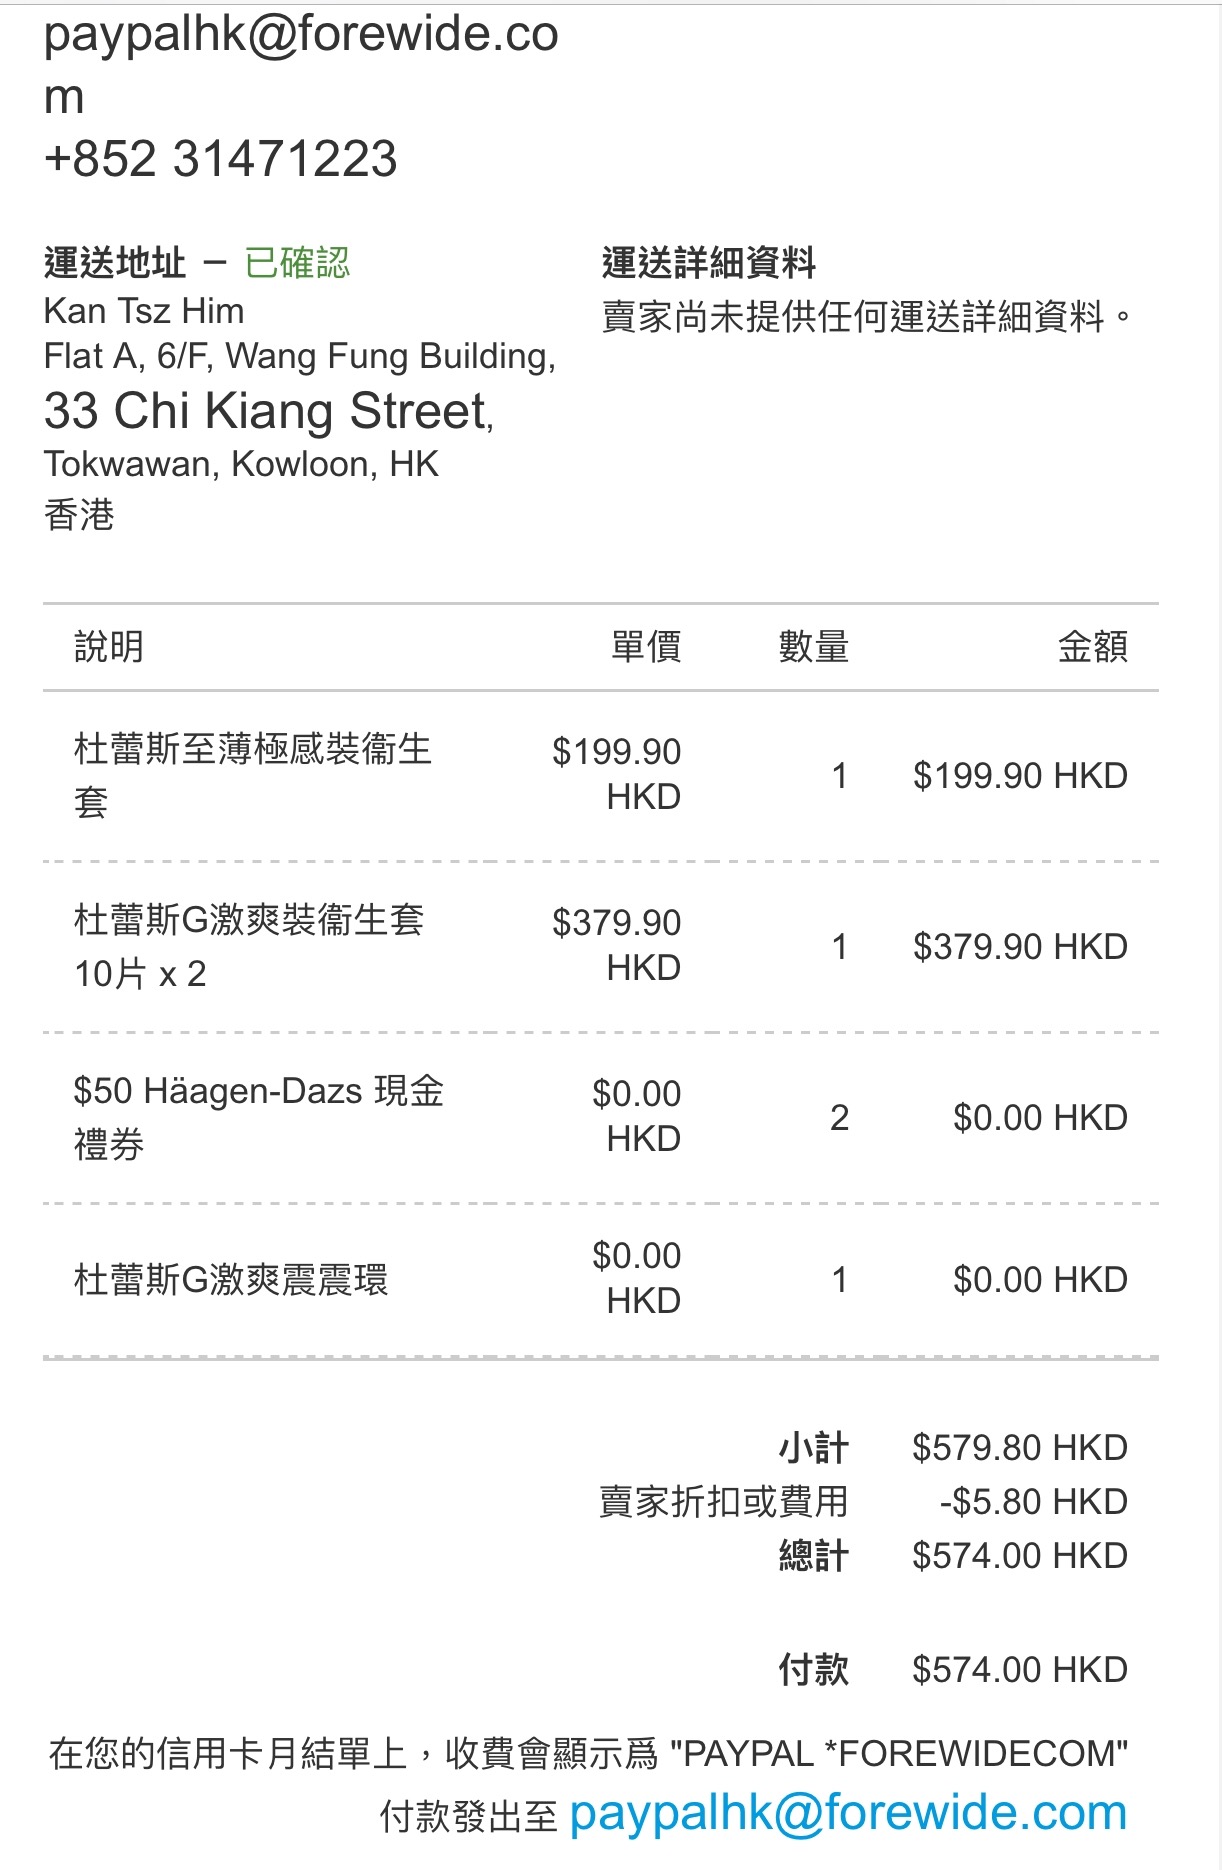 paypalhk@forewide.co
m
+852 31471223
運送地址 － 已確認
Kan Tsz Him
Flat A, 6/F, Wang Fung Building,
33 Chi Kiang Street,
Tokwawan, Kowloon, HK
香港
運送詳細資料
賣家尚未提供任何運送詳細資料。
說明 單價 數量 金額
杜蕾斯至薄極感裝衞生
套
$199.90
HKD
1
$199.90 HKD
杜蕾斯G激爽裝衞生套
10片 x 2
$379.90
HKD
1
$379.90 HKD
$50 Häagen-Dazs 現金
禮券
$0.00
HKD
2
$0.00 HKD
杜蕾斯G激爽震震環
$0.00
HKD
1
$0.00 HKD
小計 $579.80 HKD
賣家折扣或費用 -$5.80 HKD
總計 $574.00 HKD
付款 $574.00 HKD
在您的信用卡月結單上，收費會顯示爲 "PAYPAL *FOREWIDECOM"
付款發出至 paypalhk@forewide.com